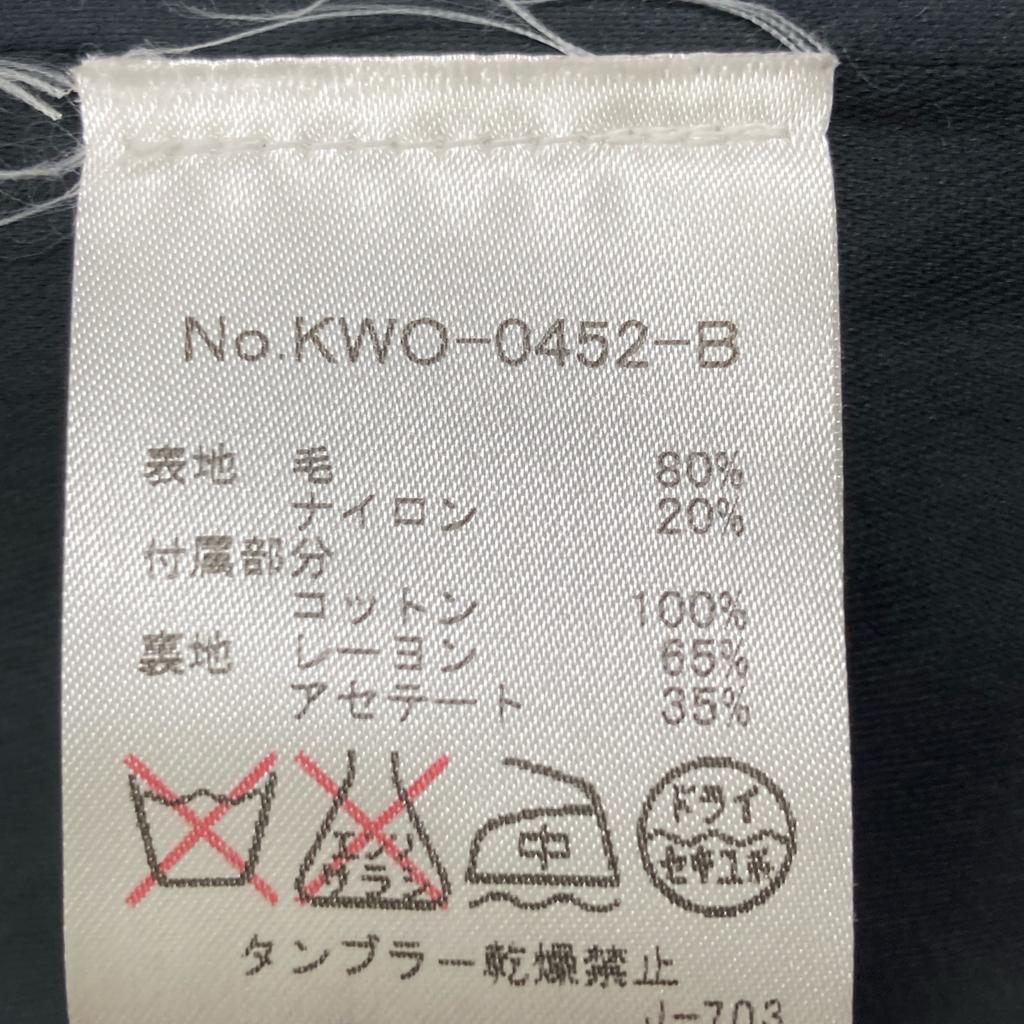 No.KWO-0452-B
表地 毛 80%
ナイロン 20%
付属部分
コットン 100%
裏地 レーヨン 65%
アセテート 35%
エンソ
サラシ
中
ドライ
セキユ系
タンブラー乾燥禁止
J-703